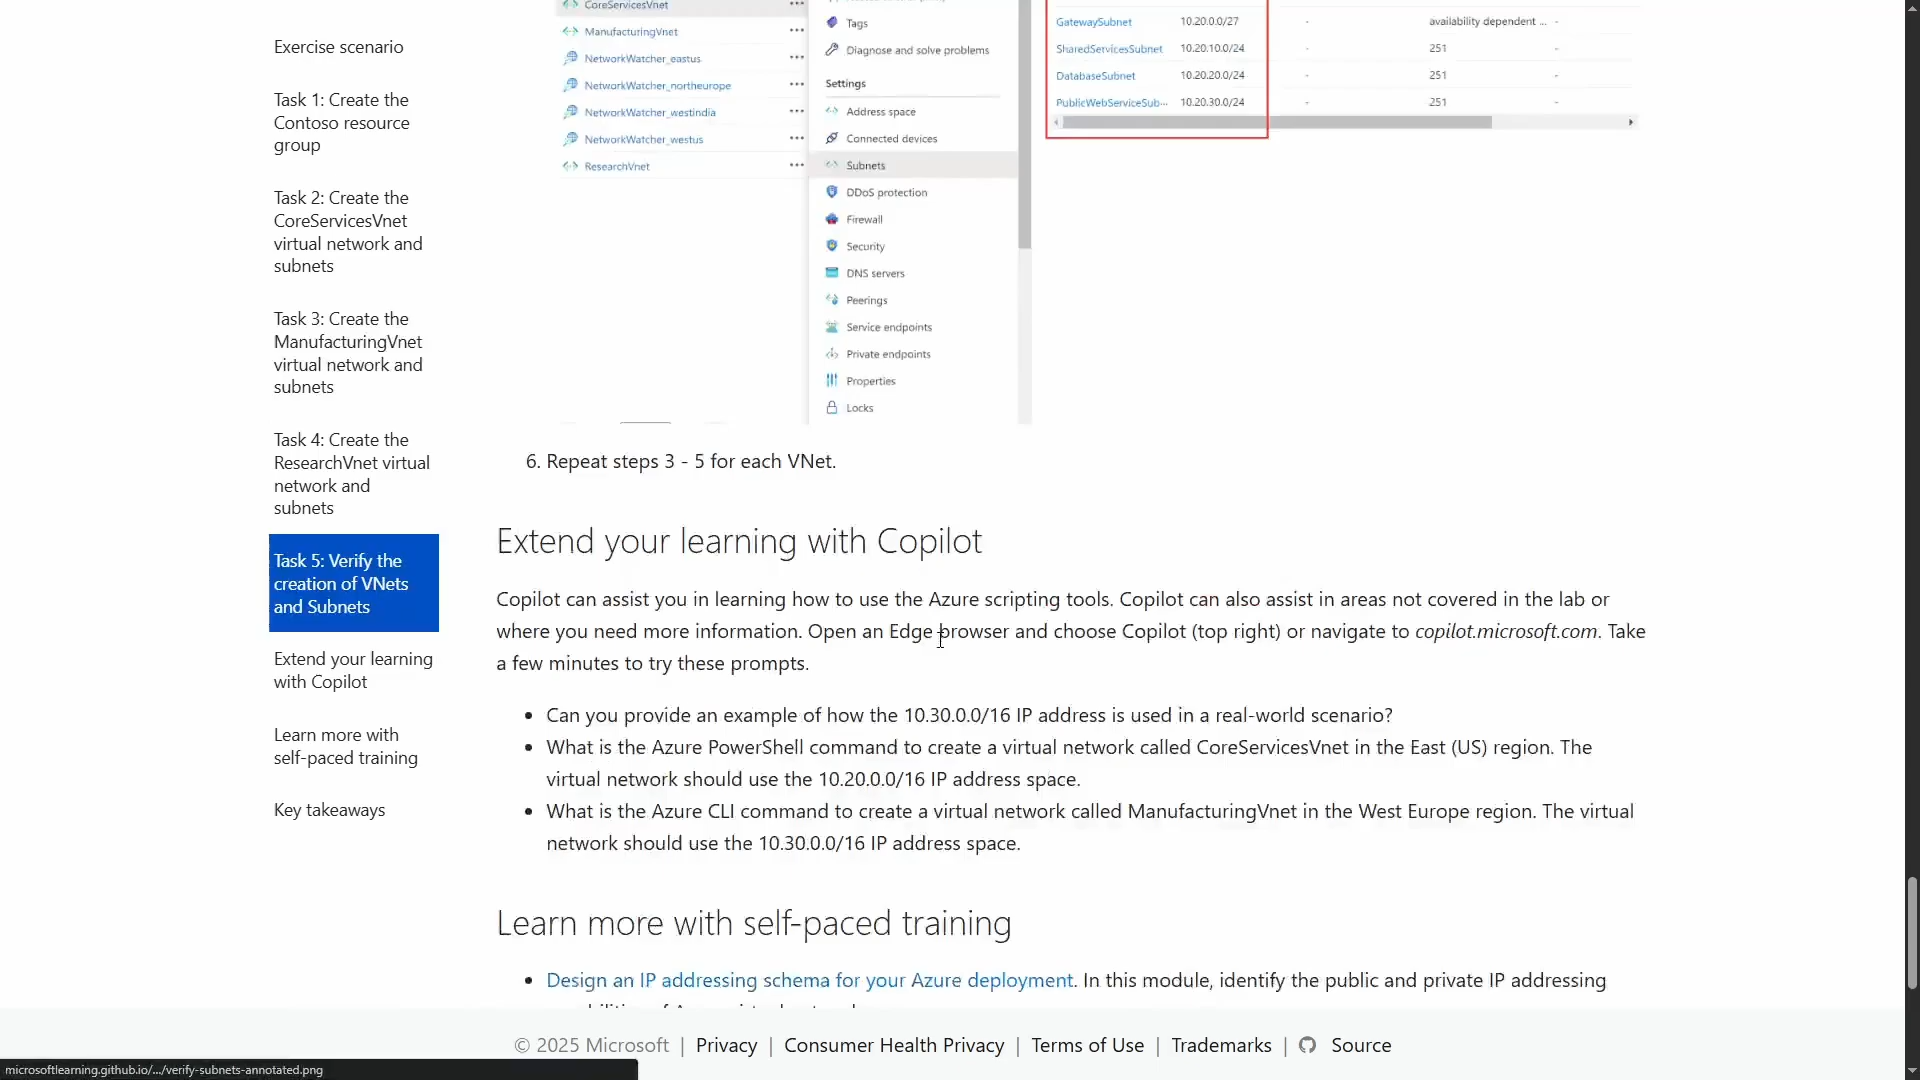 Exercise scenario
Task 1: Create the
Contoso resource
group
Task 2: Create the
CoreServicesVnet
virtual network and
subnets
Task 3: Create the
ManufacturingVnet
virtual network and
subnets
Task 4: Create the
ResearchVnet virtual
network and
subnets
Task 5: Verify the
creation of VNets
and Subnets
Extend your learning
with Copilot
Learn more with
self-paced training
Key takeaways
CoreServicesVnet
ManufacturingVnet
NetworkWatcher_eastus
NetworkWatcher_northeurope
NetworkWatcher_westindia
NetworkWatcher_westus
ResearchVnet
Tags
Diagnose and solve problems
Settings
Address space
Connected devices
Subnets
DDoS protection
Firewall
Security
DNS servers
Peerings
Service endpoints
Private endpoints
Properties
Locks
GatewaySubnet 10.20.0.0/27 - availability dependent ... -
SharedServicesSubnet 10.20.10.0/24 - 251 -
DatabaseSubnet 10.20.20.0/24 - 251 -
PublicWebServiceSub... 10.20.30.0/24 - 251 -
6. Repeat steps 3 - 5 for each VNet.
Extend your learning with Copilot
Copilot can assist you in learning how to use the Azure scripting tools. Copilot can also assist in areas not covered in the lab or
where you need more information. Open an Edge browser and choose Copilot (top right) or navigate to copilot.microsoft.com. Take
a few minutes to try these prompts.
• Can you provide an example of how the 10.30.0.0/16 IP address is used in a real-world scenario?
• What is the Azure PowerShell command to create a virtual network called CoreServicesVnet in the East (US) region. The
virtual network should use the 10.20.0.0/16 IP address space.
• What is the Azure CLI command to create a virtual network called ManufacturingVnet in the West Europe region. The virtual
network should use the 10.30.0.0/16 IP address space.
Learn more with self-paced training
• Design an IP addressing schema for your Azure deployment. In this module, identify the public and private IP addressing
© 2025 Microsoft | Privacy | Consumer Health Privacy | Terms of Use | Trademarks | Source
microsoftlearning.github.io/.../verify-subnets-annotated.png